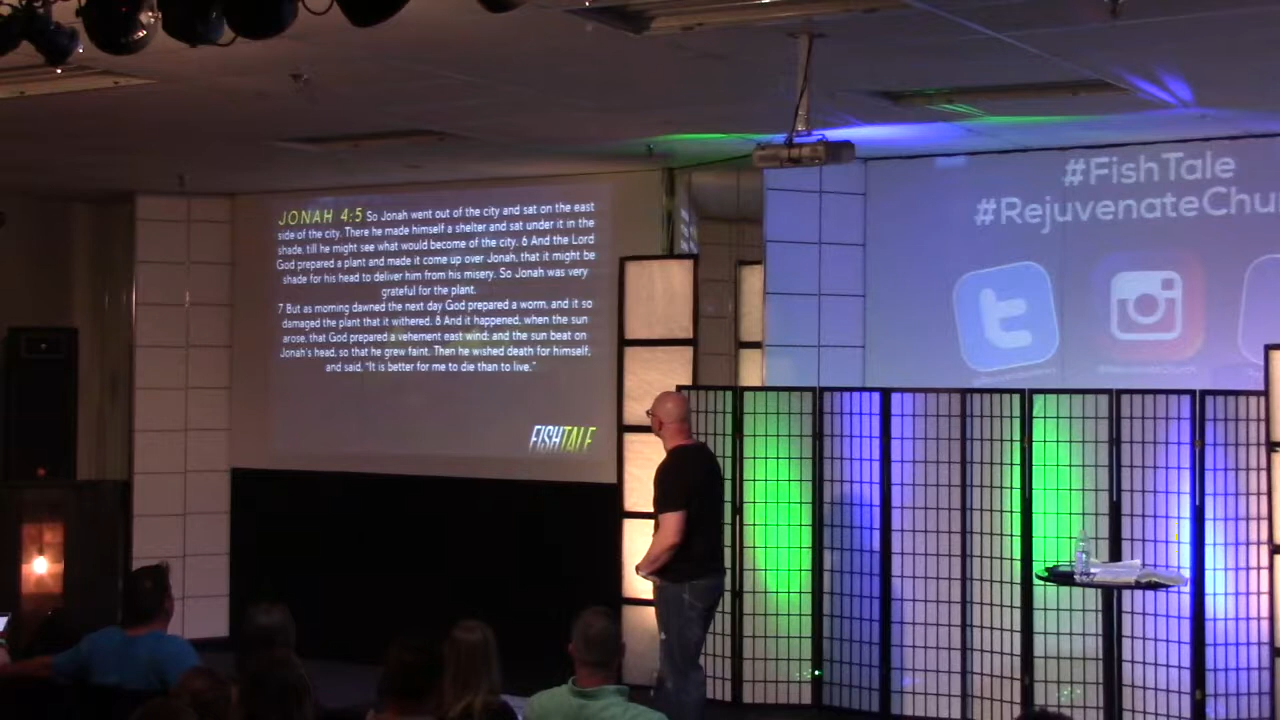 JONAH 4:5 So Jonah went out of the city and sat on the east
side of the city. There he made himself a shelter and sat under it in the
shade, till he might see what would become of the city. 6 And the Lord
God prepared a plant and made it come up over Jonah, that it might be
shade for his head to deliver him from his misery. So Jonah was very
grateful for the plant.
7 But as morning dawned the next day God prepared a worm, and it so
damaged the plant that it withered. 8 And it happened, when the sun
arose, that God prepared a vehement east wind; and the sun beat on
Jonah's head, so that he grew faint. Then he wished death for himself,
and said, "It is better for me to die than to live."
FISHTALE
#FishTale
#RejuvenateChu